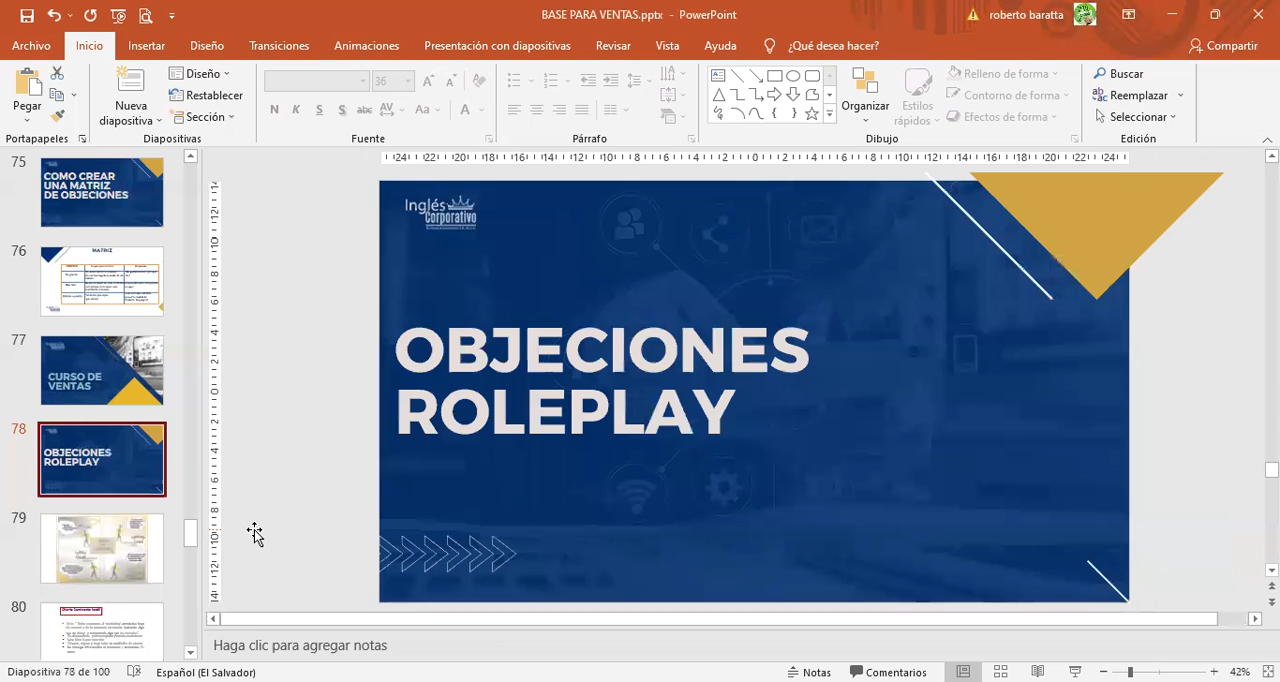 BASE PARA VENTAS.pptx - PowerPoint
roberto baratta
Archivo Inicio Insertar Diseño Transiciones Animaciones Presentación con diapositivas Revisar Vista Ayuda ¿Qué desea hacer? Compartir
Pegar
Nueva diapositiva
Diseño
Restablecer
Sección
36
N K S S abc AV Aa A
Organizar
Estilos rápidos
Relleno de forma
Contorno de forma
Efectos de forma
Buscar
Reemplazar
Seleccionar
Portapapeles Diapositivas Fuente Párrafo Dibujo Edición
75
COMO CREAR
UNA MATRIZ
DE OBJECIONES
76
MATRIZ
77
CURSO DE
VENTAS
78
OBJECIONES
ROLEPLAY
79
80
Inglés
Corporativo
OBJECIONES
ROLEPLAY
Haga clic para agregar notas
Diapositiva 78 de 100 Español (El Salvador) Notas Comentarios 42%